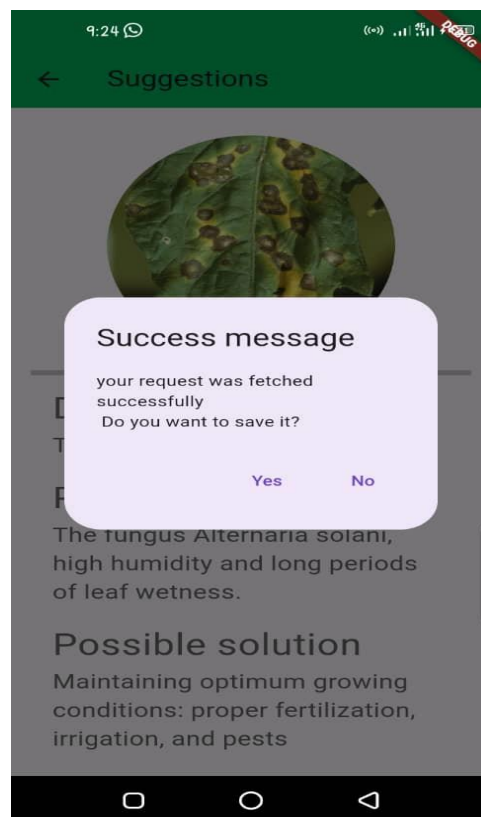 9:24
DEBUG
Suggestions
Success message
your request was fetched
successfully
Do you want to save it?
Yes No
The fungus Alternaria solani,
high humidity and long periods
of leaf wetness.
Possible solution
Maintaining optimum growing
conditions: proper fertilization,
irrigation, and pests